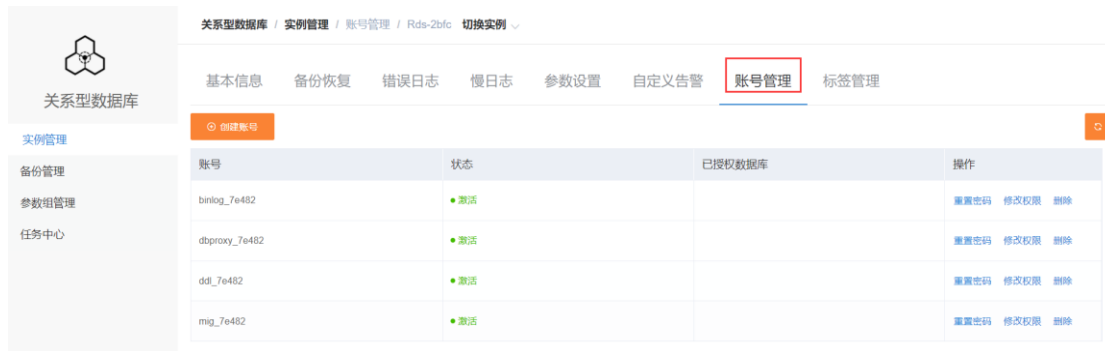 关系型数据库 / 实例管理 / 账号管理 / Rds-2bfc 切换实例
关系型数据库
基本信息 备份恢复 错误日志 慢日志 参数设置 自定义告警 账号管理 标签管理
实例管理
备份管理
参数组管理
任务中心
创建账号
账号 状态 已授权数据库 操作
binlog_7e482 激活 重置密码 修改权限 删除
dbproxy_7e482 激活 重置密码 修改权限 删除
ddl_7e482 激活 重置密码 修改权限 删除
mig_7e482 激活 重置密码 修改权限 删除